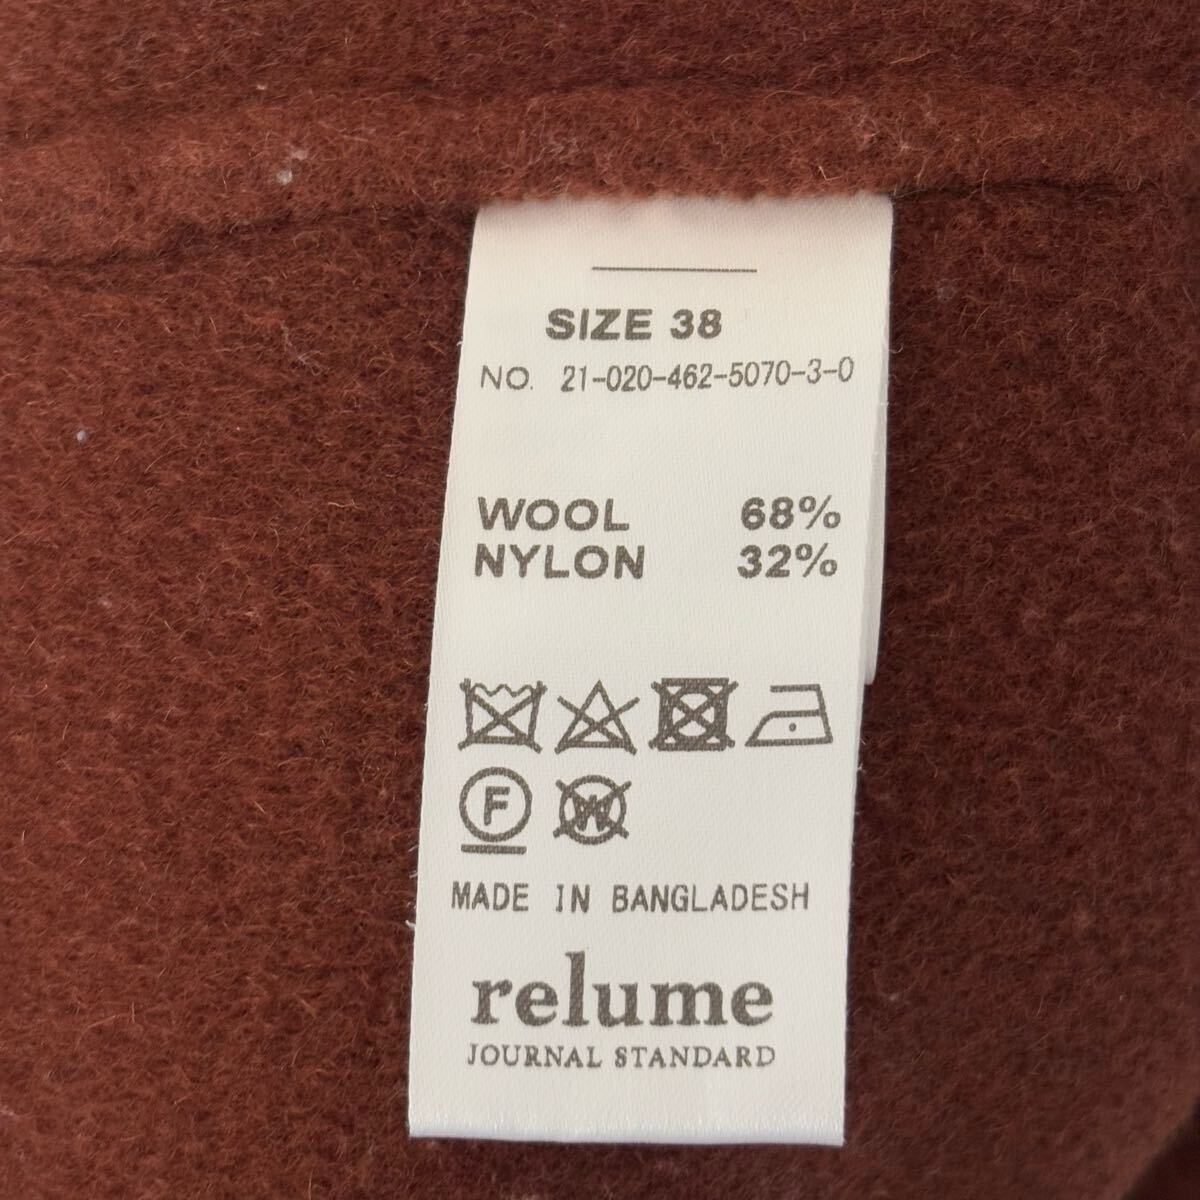 SIZE 38
NO. 21-020-462-5070-3-0
WOOL 68%
NYLON 32%
F W
MADE IN BANGLADESH
relume
JOURNAL STANDARD